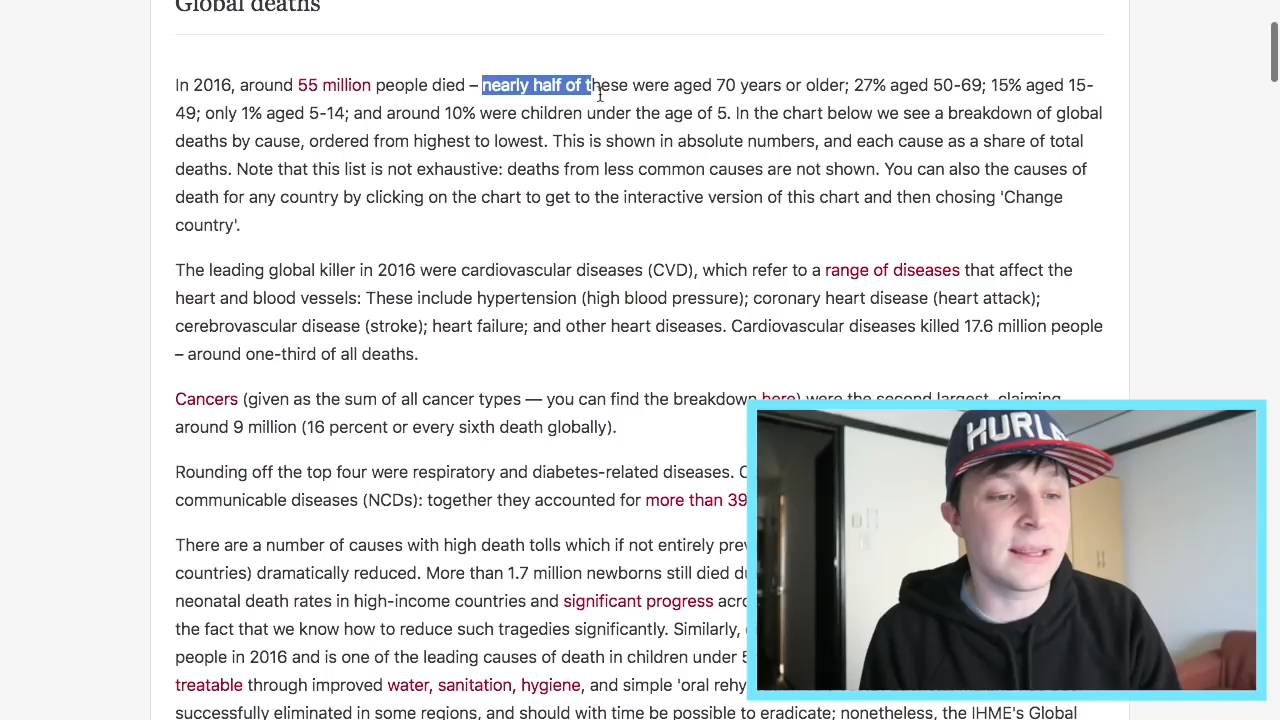 Global deaths
In 2016, around 55 million people died – nearly half of these were aged 70 years or older; 27% aged 50-69; 15% aged 15-
49; only 1% aged 5-14; and around 10% were children under the age of 5. In the chart below we see a breakdown of global
deaths by cause, ordered from highest to lowest. This is shown in absolute numbers, and each cause as a share of total
deaths. Note that this list is not exhaustive: deaths from less common causes are not shown. You can also the causes of
death for any country by clicking on the chart to get to the interactive version of this chart and then chosing 'Change
country'.
The leading global killer in 2016 were cardiovascular diseases (CVD), which refer to a range of diseases that affect the
heart and blood vessels: These include hypertension (high blood pressure); coronary heart disease (heart attack);
cerebrovascular disease (stroke); heart failure; and other heart diseases. Cardiovascular diseases killed 17.6 million people
– around one-third of all deaths.
Cancers (given as the sum of all cancer types — you can find the breakdown here) were the second largest, claiming
around 9 million (16 percent or every sixth death globally).
Rounding off the top four were respiratory and diabetes-related diseases.
communicable diseases (NCDs): together they accounted for more than 39
There are a number of causes with high death tolls which if not entirely
countries) dramatically reduced. More than 1.7 million newborns still died
neonatal death rates in high-income countries and significant progress
the fact that we know how to reduce such tragedies significantly. Similarly,
people in 2016 and is one of the leading causes of death in children under
treatable through improved water, sanitation, hygiene, and simple 'oral
successfully eliminated in some regions, and should with time be possible to eradicate; nonetheless, the IHME's Global
HURLEY